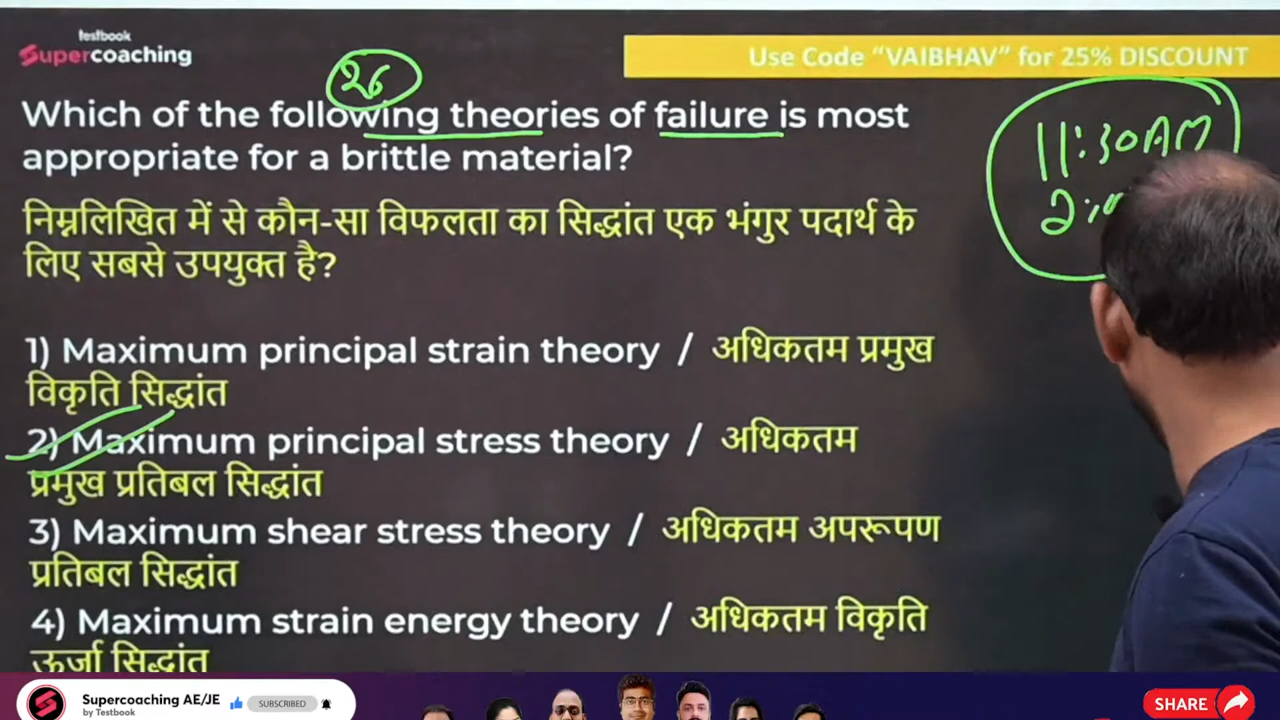 testbook
Supercoaching
Use Code “VAIBHAV” for 25% DISCOUNT
26
Which of the following theories of failure is most
appropriate for a brittle material?
11:30AM
निम्नलिखित में से कौन-सा विफलता का सिद्धांत एक भंगुर पदार्थ के
लिए सबसे उपयुक्त है?
1) Maximum principal strain theory / अधिकतम प्रमुख
विकृति सिद्धांत
2) Maximum principal stress theory / अधिकतम
प्रमुख प्रतिबल सिद्धांत
3) Maximum shear stress theory / अधिकतम अपरूपण
प्रतिबल सिद्धांत
4) Maximum strain energy theory / अधिकतम विकृति
ऊर्जा सिद्धांत
Supercoaching AE/JE
by Testbook
SUBSCRIBED
SHARE